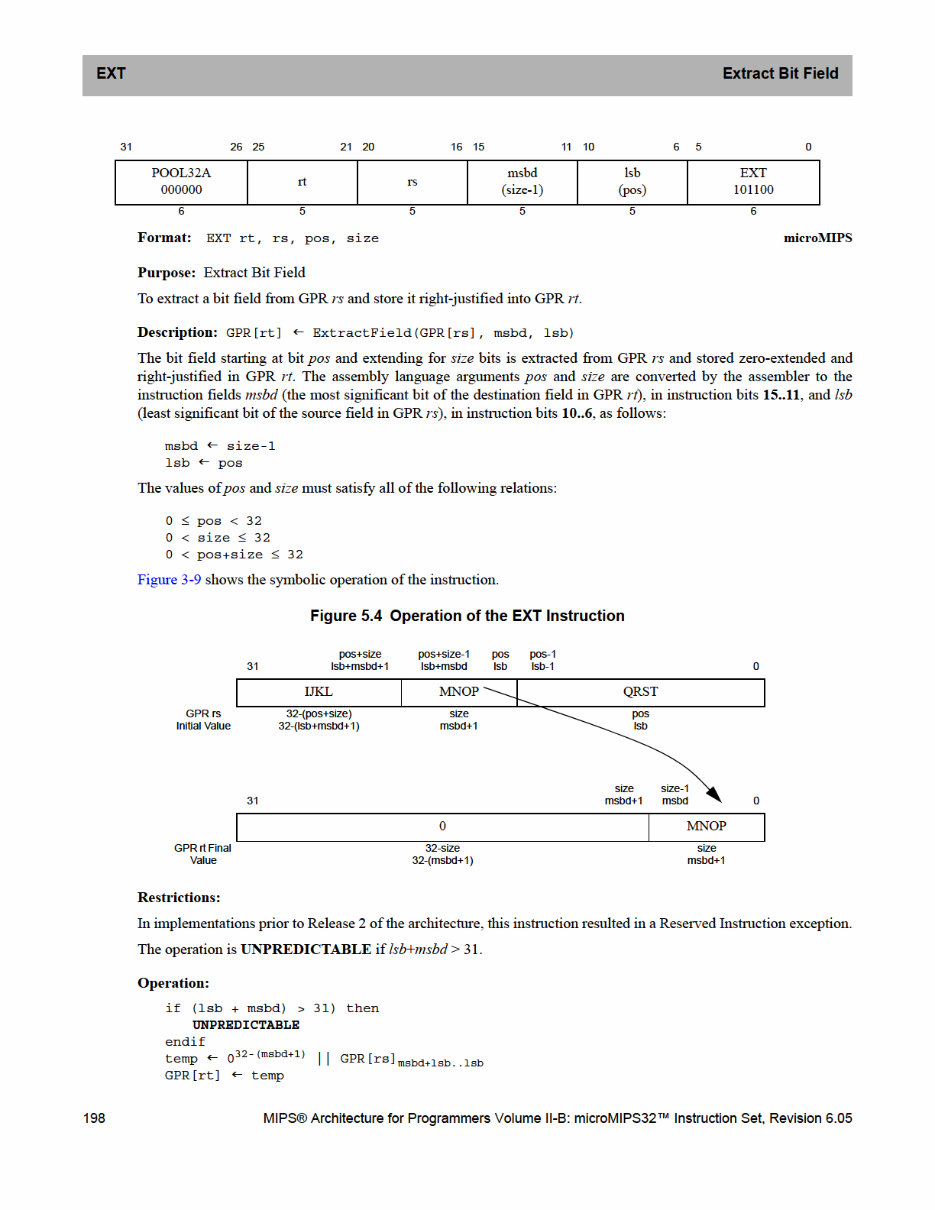 EXT Extract Bit Field
31 26 25 21 20 16 15 11 10 6 5 0
POOL32A rt rs msbd lsb EXT
000000 (size-1) (pos) 101100
6 5 5 5 5 6
Format: EXT rt, rs, pos, size microMIPS
Purpose: Extract Bit Field
To extract a bit field from GPR rs and store it right-justified into GPR rt.
Description: GPR[rt] ← ExtractField(GPR[rs], msbd, lsb)
The bit field starting at bit pos and extending for size bits is extracted from GPR rs and stored zero-extended and
right-justified in GPR rt. The assembly language arguments pos and size are converted by the assembler to the
instruction fields msbd (the most significant bit of the destination field in GPR rt), in instruction bits 15..11, and lsb
(least significant bit of the source field in GPR rs), in instruction bits 10..6, as follows:
msbd ← size-1
lsb ← pos
The values of pos and size must satisfy all of the following relations:
0 ≤ pos < 32
0 < size ≤ 32
0 < pos+size ≤ 32
Figure 3-9 shows the symbolic operation of the instruction.
Figure 5.4 Operation of the EXT Instruction
pos+size pos+size-1 pos pos-1
31 lsb+msbd+1 lsb+msbd lsb lsb-1 0
IJKL MNOP QRST
GPR rs 32-(pos+size) size pos
Initial Value 32-(lsb+msbd+1) msbd+1 lsb
size size-1
31 msbd+1 msbd 0
0 MNOP
GPR rt Final 32-size size
Value 32-(msbd+1) msbd+1
Restrictions:
In implementations prior to Release 2 of the architecture, this instruction resulted in a Reserved Instruction exception.
The operation is UNPREDICTABLE if lsb+msbd > 31.
Operation:
if (lsb + msbd) > 31) then
UNPREDICTABLE
endif
temp ← 0^32-(msbd+1) || GPR[rs]_msbd+lsb..lsb
GPR[rt] ← temp
198 MIPS® Architecture for Programmers Volume II-B: microMIPS32™ Instruction Set, Revision 6.05